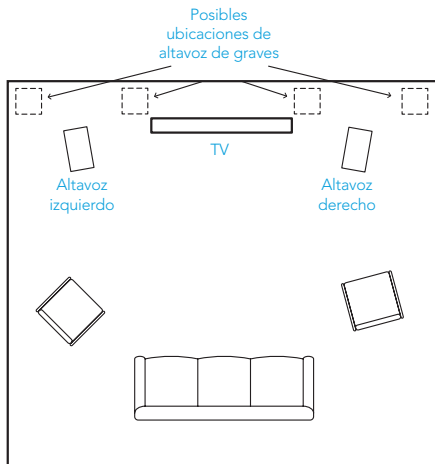 Posibles
ubicaciones de
altavoz de graves
TV
Altavoz
izquierdo
Altavoz
derecho